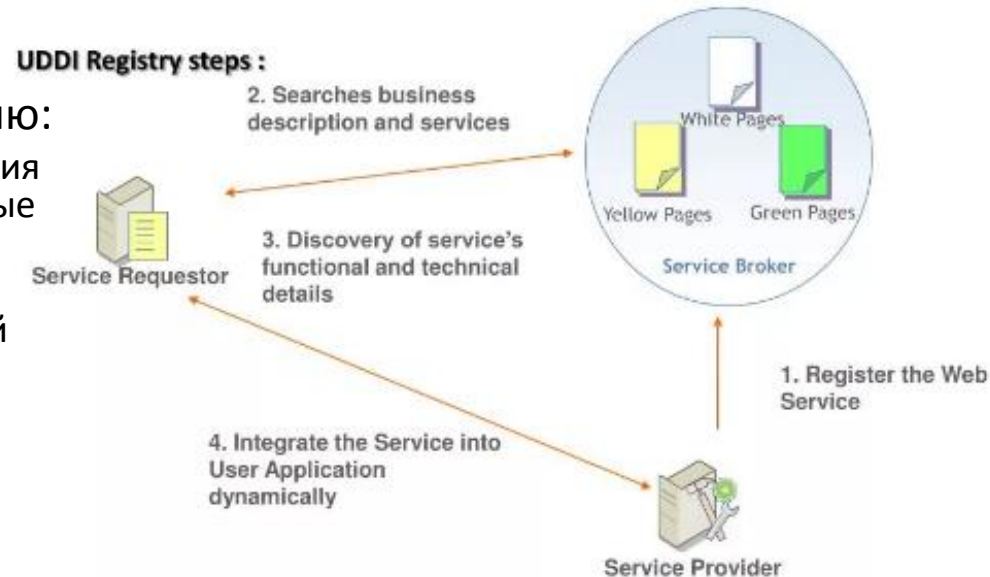 UDDI Registry steps :
ю:
ия
ые
й
2. Searches business
description and services
White Pages
Yellow Pages
Green Pages
Service Broker
3. Discovery of service's
functional and technical
details
Service Requestor
1. Register the Web
Service
4. Integrate the Service into
User Application
dynamically
Service Provider